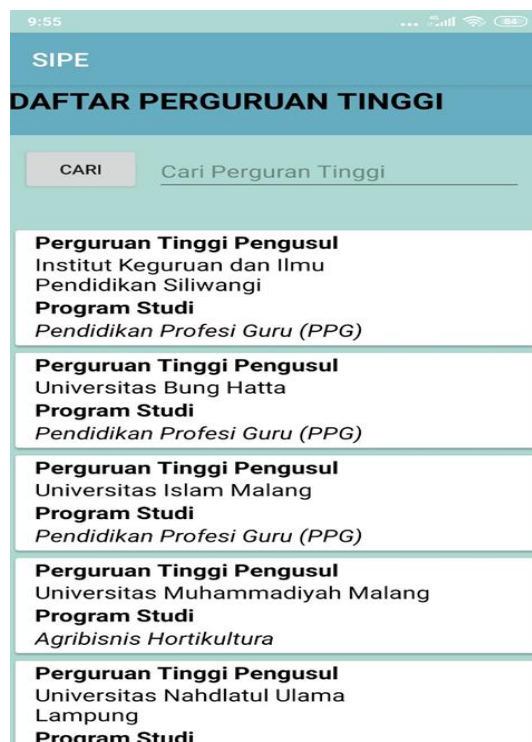 9:55
... 4G 84
SIPE
DAFTAR PERGURUAN TINGGI
CARI
Cari Perguran Tinggi
Perguruan Tinggi Pengusul
Institut Keguruan dan Ilmu
Pendidikan Siliwangi
Program Studi
Pendidikan Profesi Guru (PPG)
Perguruan Tinggi Pengusul
Universitas Bung Hatta
Program Studi
Pendidikan Profesi Guru (PPG)
Perguruan Tinggi Pengusul
Universitas Islam Malang
Program Studi
Pendidikan Profesi Guru (PPG)
Perguruan Tinggi Pengusul
Universitas Muhammadiyah Malang
Program Studi
Agribisnis Hortikultura
Perguruan Tinggi Pengusul
Universitas Nahdlatul Ulama
Lampung
Program Studi